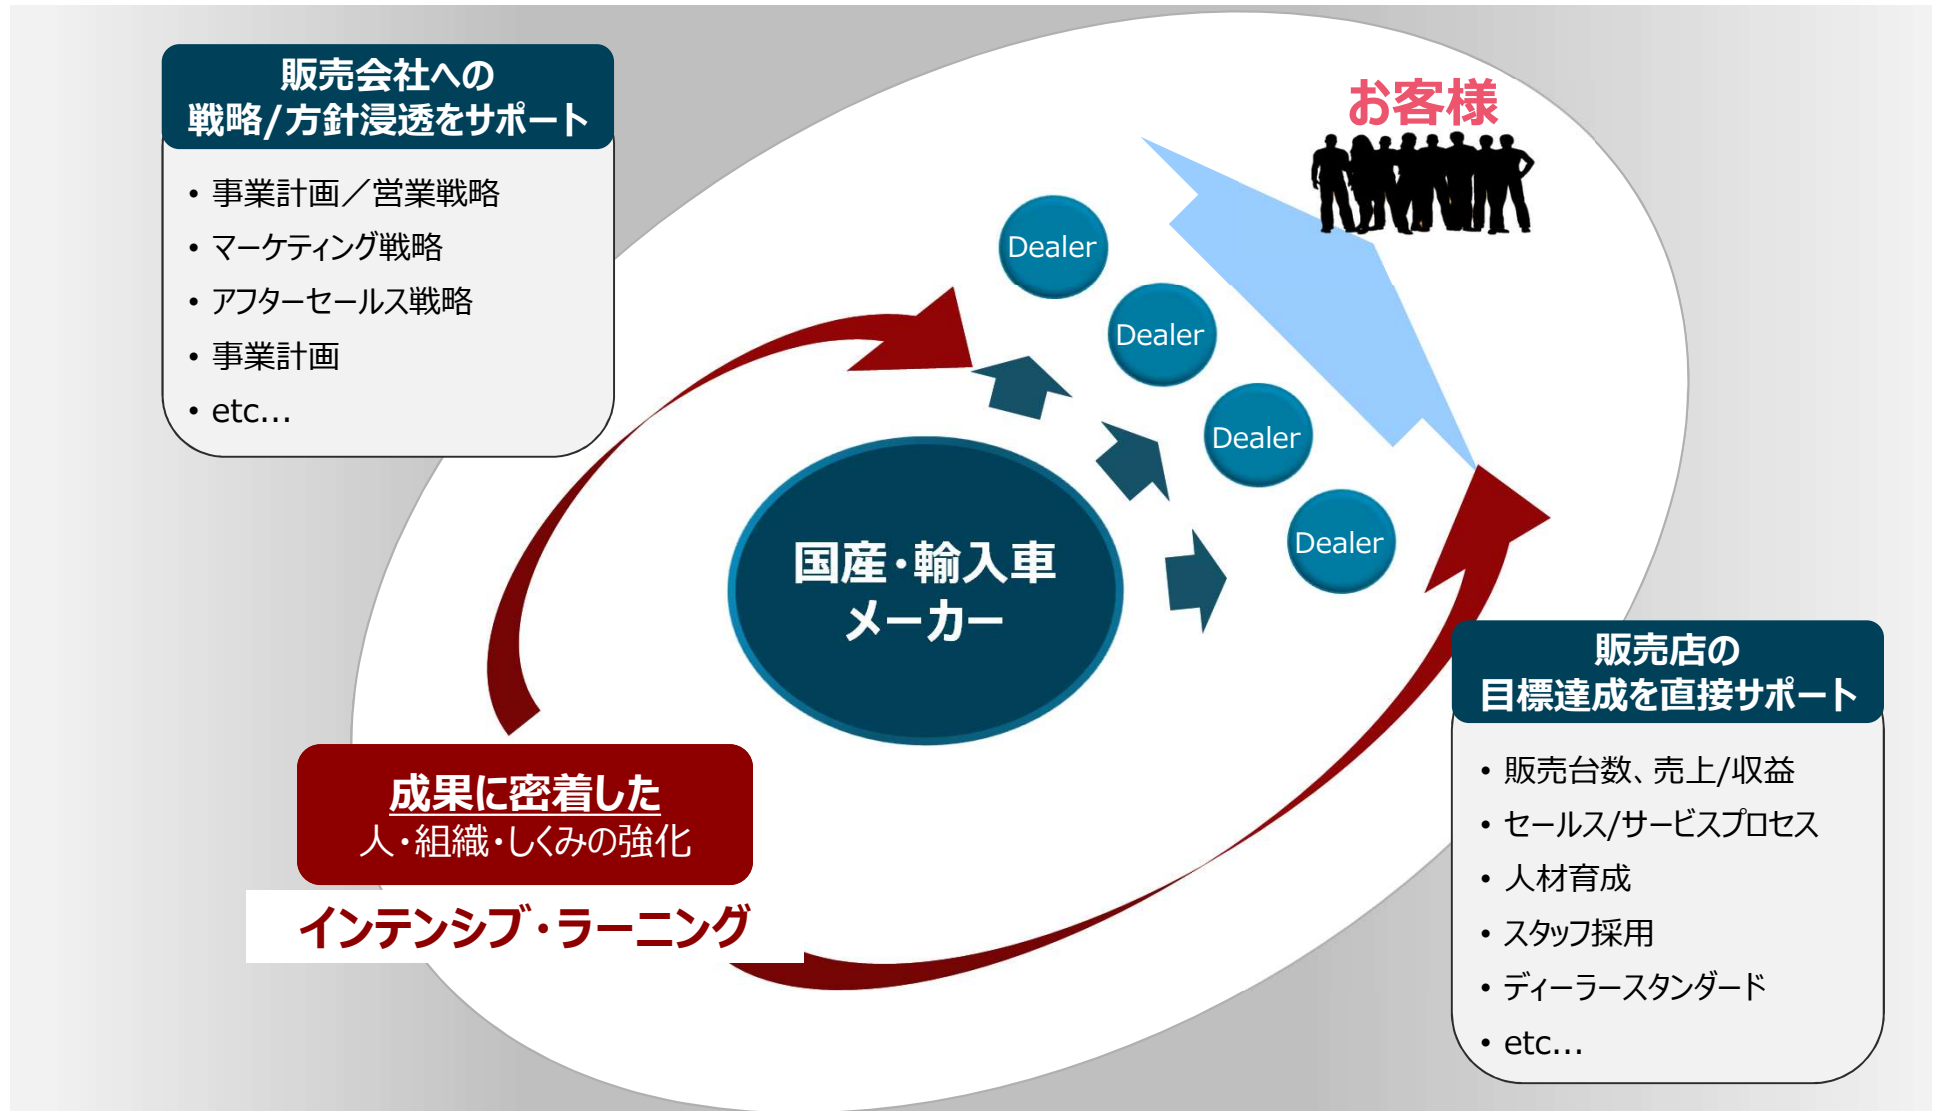 販売会社への
戦略/方針浸透をサポート
• 事業計画／営業戦略
• マーケティング戦略
• アフターセールス戦略
• 事業計画
• etc...
お客様
Dealer
Dealer
Dealer
Dealer
国産・輸入車
メーカー
成果に密着した
人・組織・しくみの強化
インテンシブ・ラーニング
販売店の
目標達成を直接サポート
• 販売台数、売上/収益
• セールス/サービスプロセス
• 人材育成
• スタッフ採用
• ディーラースタンダード
• etc...